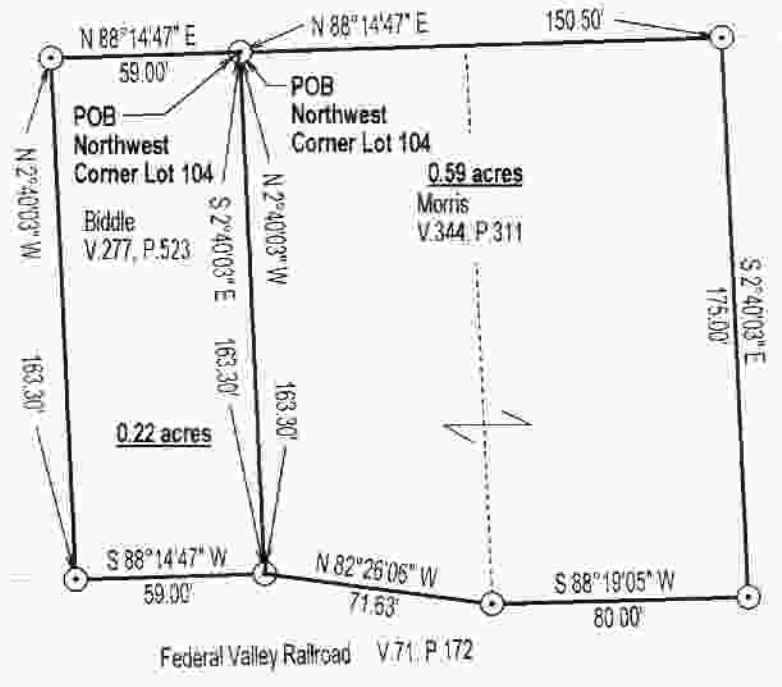 N 88°14'47" E
59.00'
N 88°14'47" E
150.50'
POB
Northwest
Corner Lot 104
POB
Northwest
Corner Lot 104
N 2°40'03" W
163.30'
Biddle
V.277, P.523
S 2°40'03" E
163.30'
N 2°40'03" W
163.30'
0.59 acres
Morris
V.344, P.311
S 2°40'03" E
175.00'
0.22 acres
S 88°14'47" W
59.00'
N 82°26'06" W
71.63'
S 88°19'05" W
80.00'
Federal Valley Railroad V.71, P.172